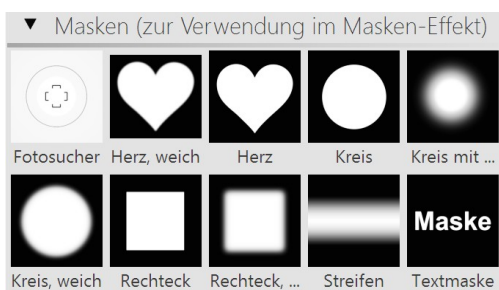 ▼ Masken (zur Verwendung im Masken-Effekt)
Fotosucher Herz, weich Herz Kreis Kreis mit ...
Maske
Kreis, weich Rechteck Rechteck, ... Streifen Textmaske